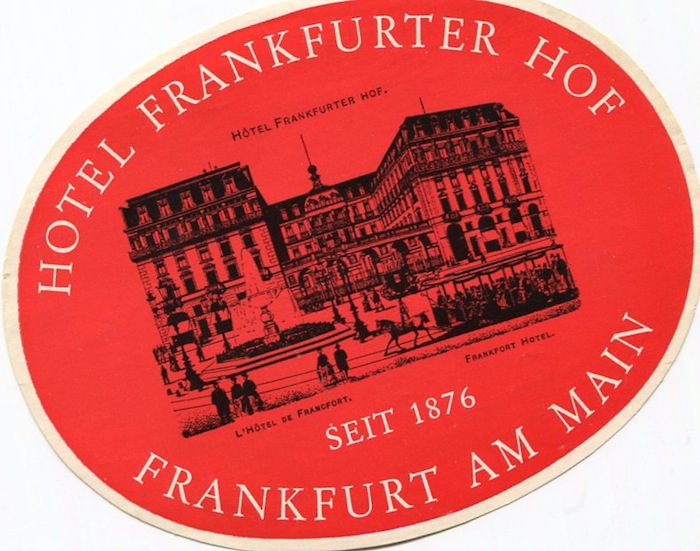 HOTEL FRANKFURTER HOF
HÔTEL FRANKFURTER HOF.
L'HÔTEL DE FRANCFORT.
FRANKFORT HOTEL.
SEIT 1876
FRANKFURT AM MAIN